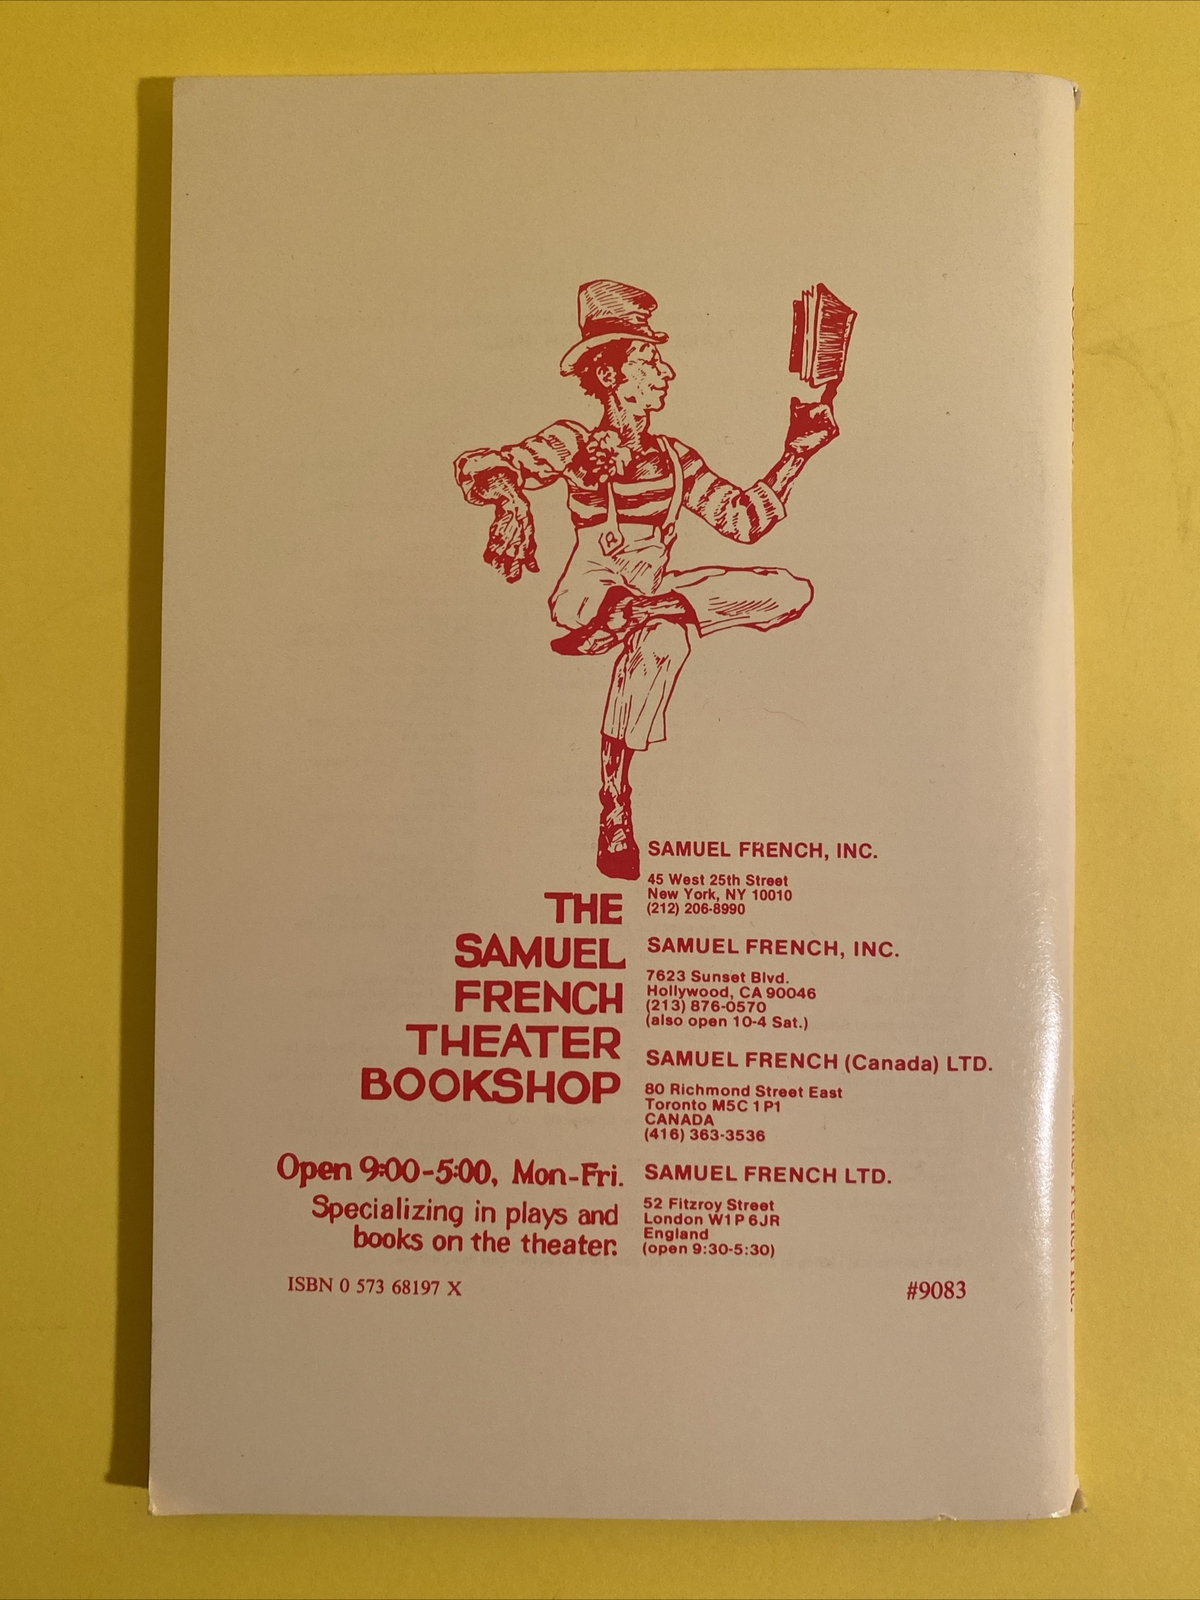 THE
SAMUEL
FRENCH
THEATER
BOOKSHOP
Open 9:00-5:00, Mon-Fri.
Specializing in plays and
books on the theater.
SAMUEL FRENCH, INC.
45 West 25th Street
New York, NY 10010
(212) 206-8990
SAMUEL FRENCH, INC.
7623 Sunset Blvd.
Hollywood, CA 90046
(213) 876-0570
(also open 10-4 Sat.)
SAMUEL FRENCH (Canada) LTD.
80 Richmond Street East
Toronto M5C 1P1
CANADA
(416) 363-3536
SAMUEL FRENCH LTD.
52 Fitzroy Street
London W1P 6JR
England
(open 9:30-5:30)
ISBN 0 573 68197 X
#9083